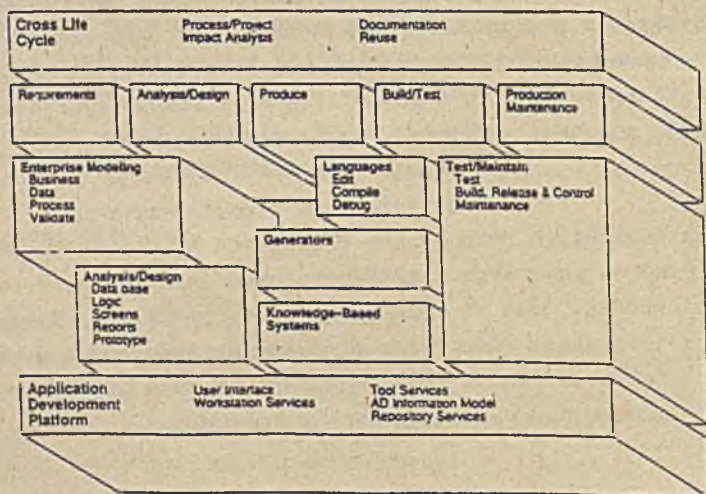 Cross Life
Cycle
Process/Project
Impact Analysis
Documentation
Reuse
Requirements
Analysis/Design
Produce
Build/Test
Production
Maintenance
Enterprise Modelling
Business
Data
Process
Validate
Languages
Edit
Compile
Debug
Test/Maintain
Test
Build, Release & Control
Maintenance
Generators
Analysis/Design
Data base
Logic
Screens
Reports
Prototype
Knowledge-Based
Systems
Application
Development
Platform
User Interface
Workstation Services
Tool Services
AD Information Model
Repository Services